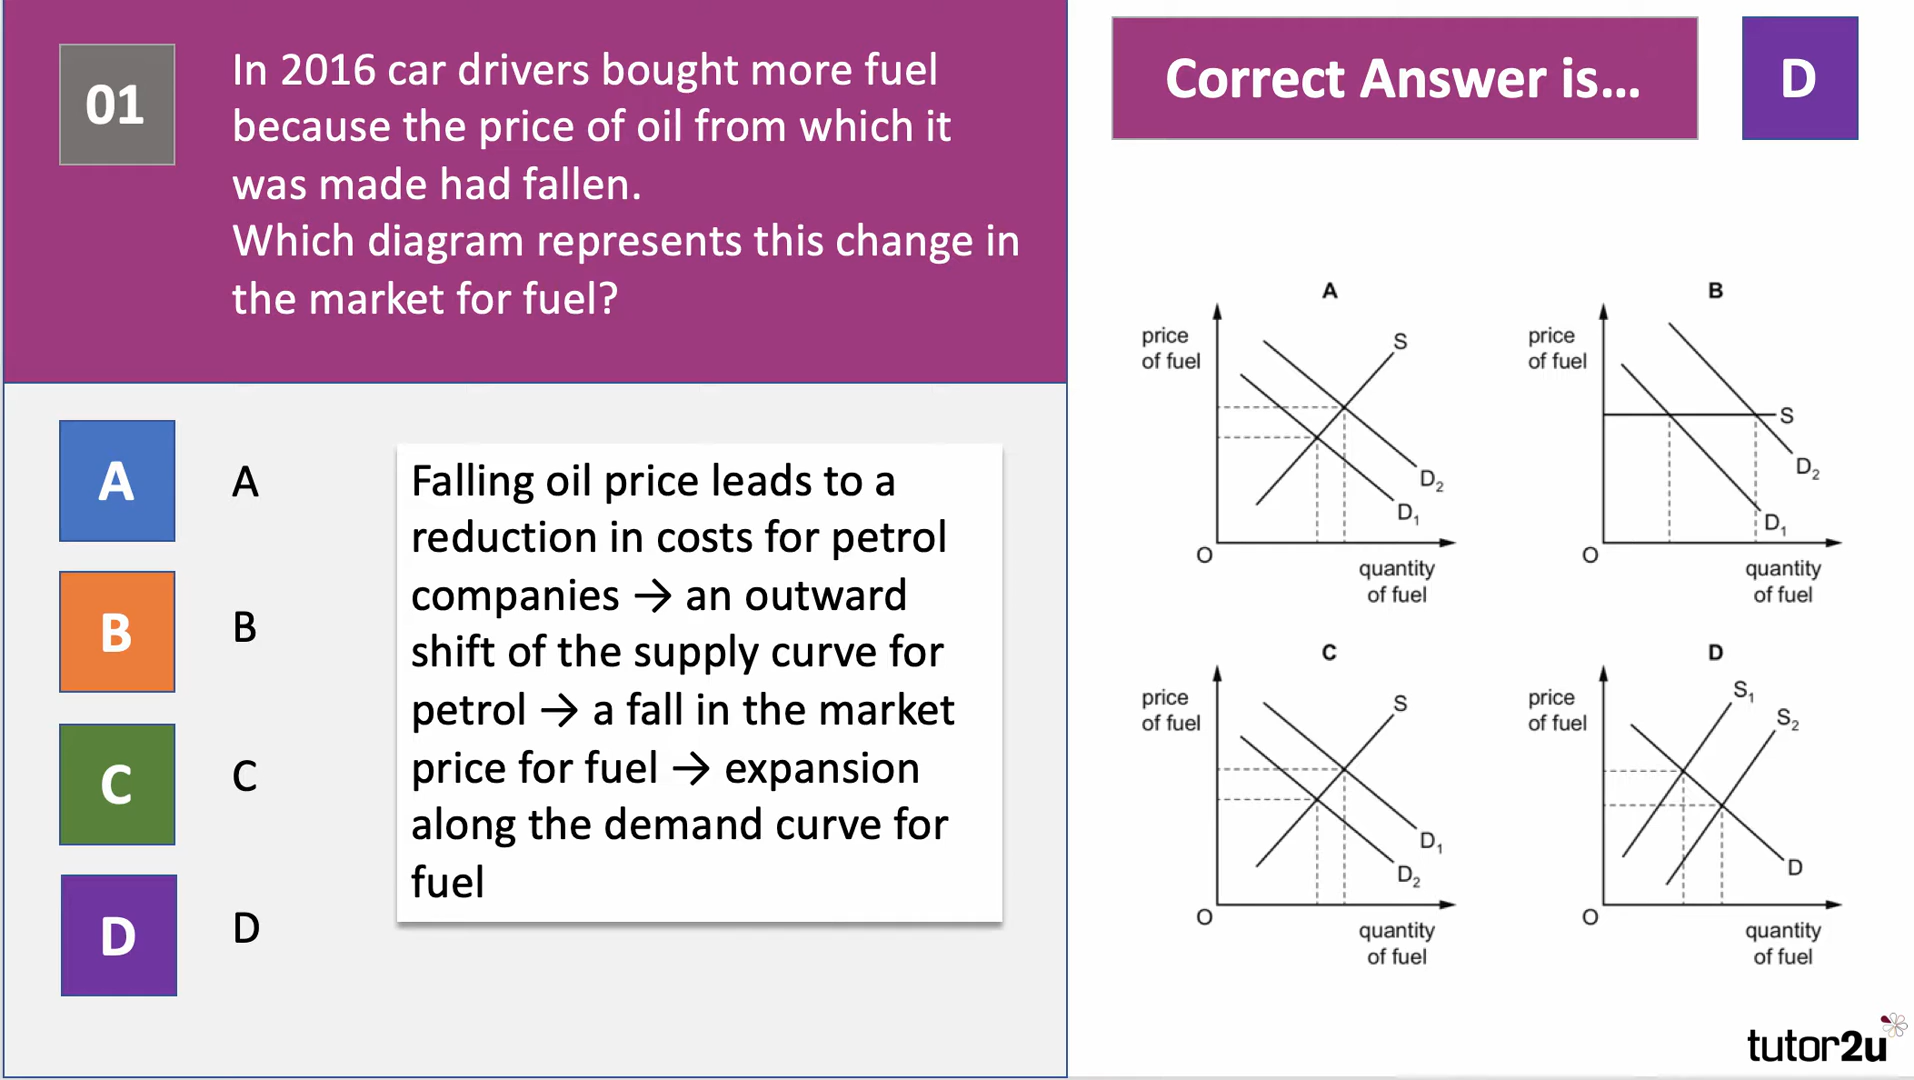 01
In 2016 car drivers bought more fuel
because the price of oil from which it
was made had fallen.
Which diagram represents this change in
the market for fuel?
A
A
B
B
C
C
D
D
Falling oil price leads to a
reduction in costs for petrol
companies → an outward
shift of the supply curve for
petrol → a fall in the market
price for fuel → expansion
along the demand curve for
fuel
Correct Answer is...
D
A
price
of fuel
S
D₂
D₁
O
quantity
of fuel
B
price
of fuel
S
D₂
D₁
O
quantity
of fuel
C
price
of fuel
S
D₁
D₂
O
quantity
of fuel
D
price
of fuel
S₁
S₂
D
O
quantity
of fuel
tutor2u